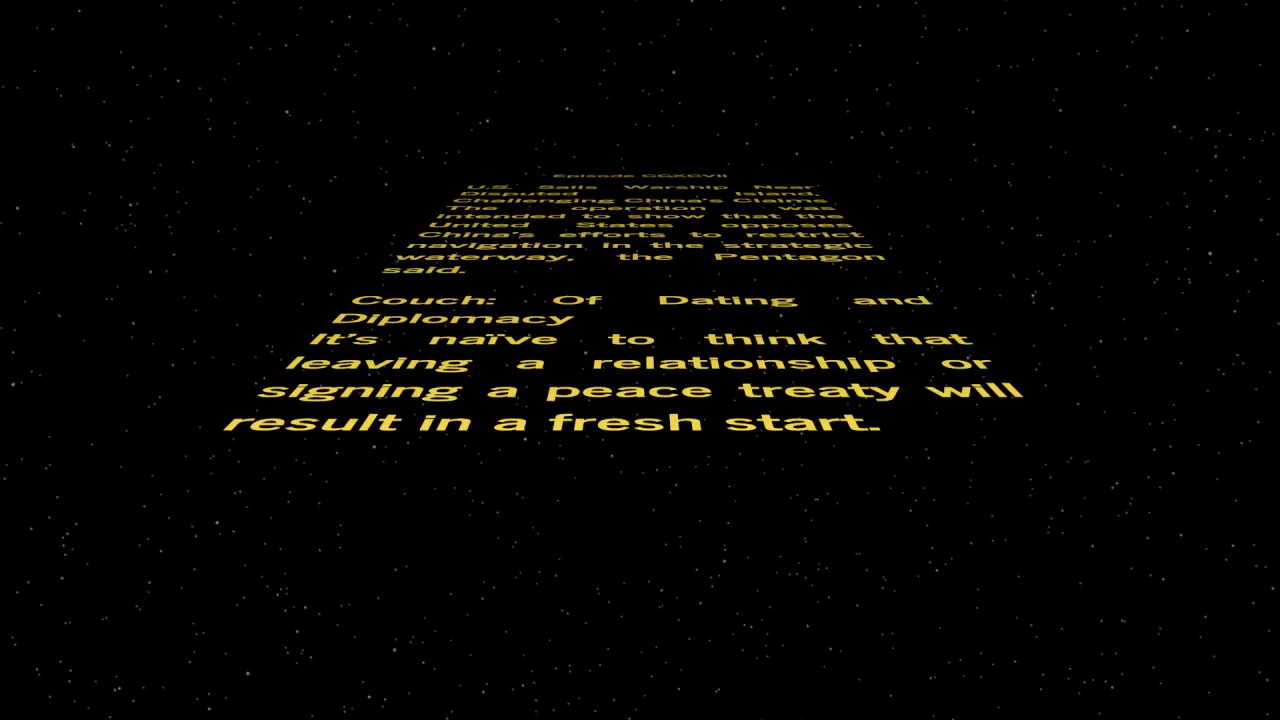 Episode CCXCVII
U.S. Sails Warship Near
Disputed Island,
Challenging China's Claims
The operation was
intended to show that the
United States opposes
China's efforts to restrict
navigation in the strategic
waterway, the Pentagon
said.
Couch: Of Dating and
Diplomacy
It's naïve to think that
leaving a relationship or
signing a peace treaty will
result in a fresh start.